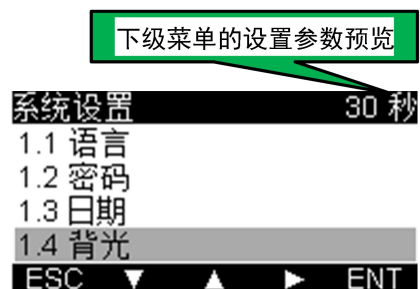 下级菜单的设置参数预览
系统设置 30 秒
1.1 语言
1.2 密码
1.3 日期
1.4 背光
ESC ▼ ▲ ► ENT